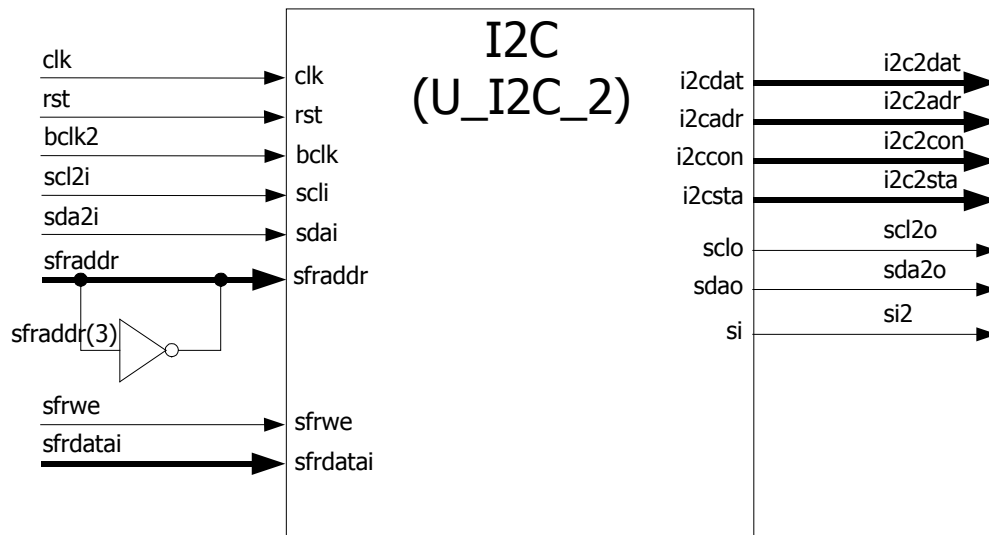 I2C
(U_I2C_2)
clk
clk
rst
rst
bclk2
bclk
scl2i
scli
sda2i
sdai
sfraddr
sfraddr
sfraddr(3)
sfrwe
sfrwe
sfrdatai
sfrdatai
i2cdat
i2c2dat
i2cadr
i2c2adr
i2ccon
i2c2con
i2csta
i2c2sta
sclo
scl2o
sdao
sda2o
si
si2